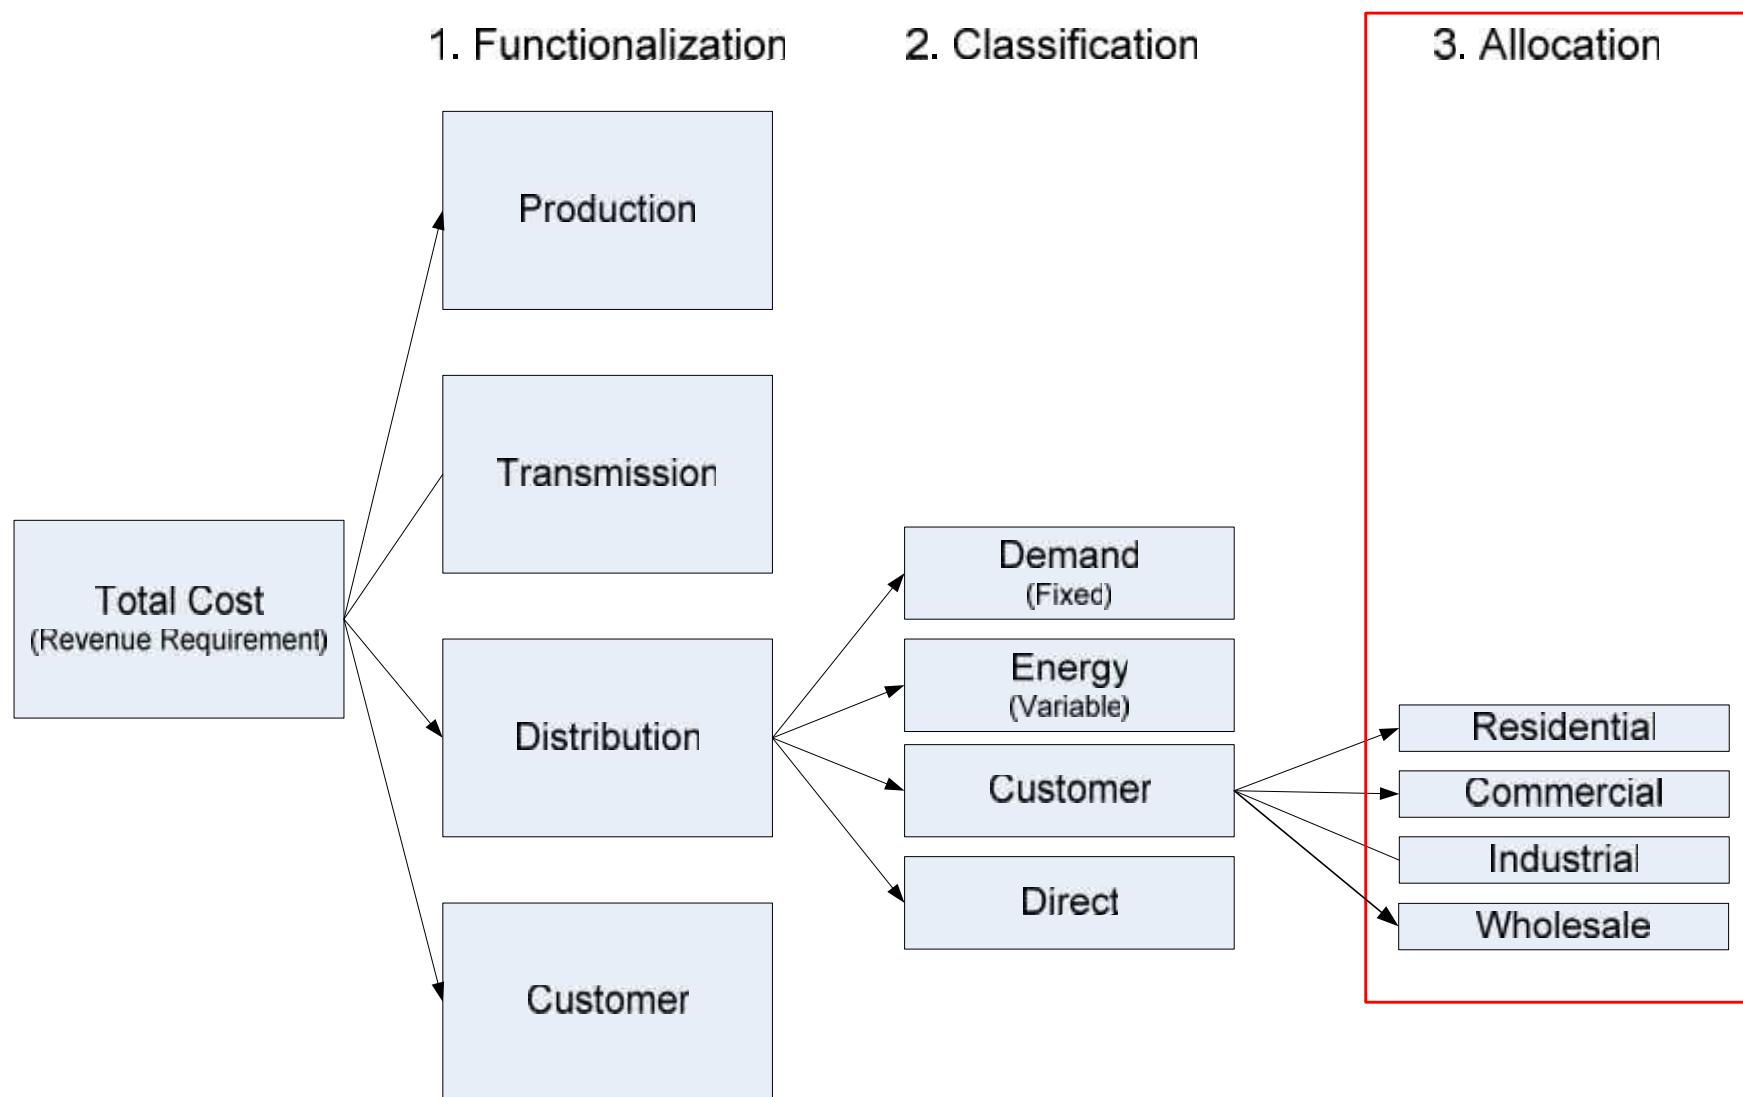 1. Functionalization
2. Classification
3. Allocation
Production
Transmission
Total Cost
(Revenue Requirement)
Distribution
Customer
Demand
(Fixed)
Energy
(Variable)
Customer
Direct
Residential
Commercial
Industrial
Wholesale